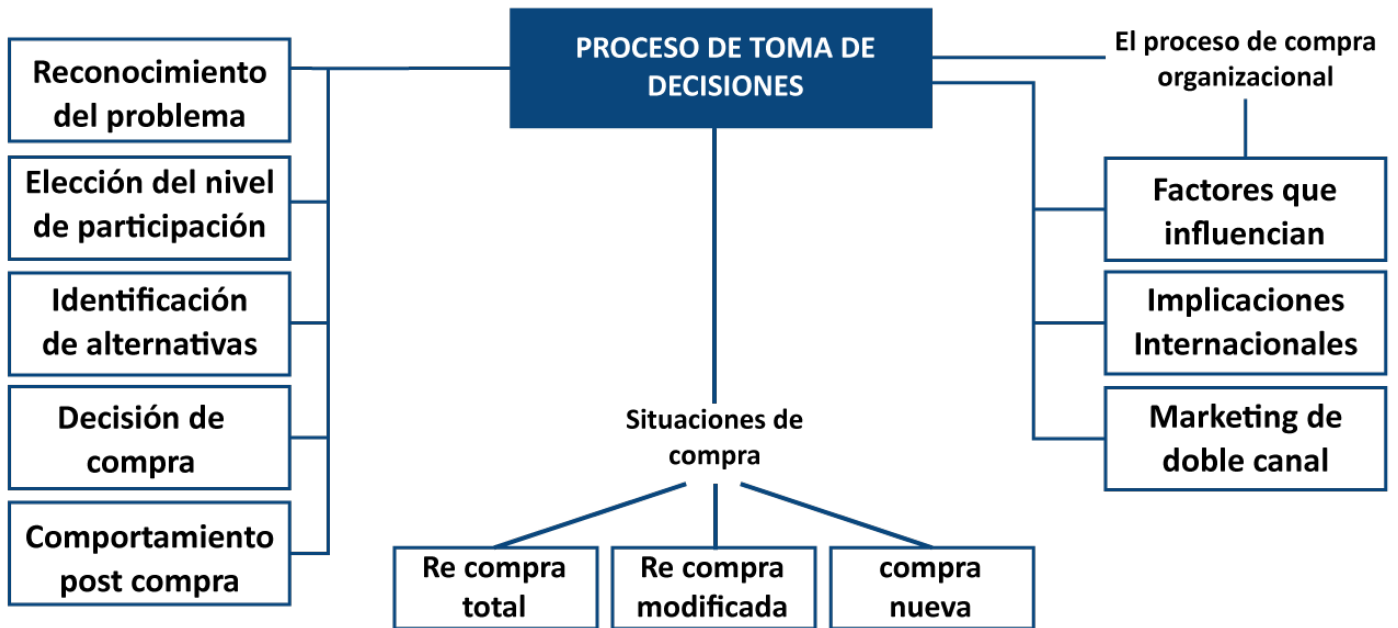 PROCESO DE TOMA DE
DECISIONES
Reconocimiento
del problema
Elección del nivel
de participación
Identificación
de alternativas
Decisión de
compra
Comportamiento
post compra
Situaciones de
compra
Re compra
total
Re compra
modificada
compra
nueva
El proceso de compra
organizacional
Factores que
influencian
Implicaciones
Internacionales
Marketing de
doble canal